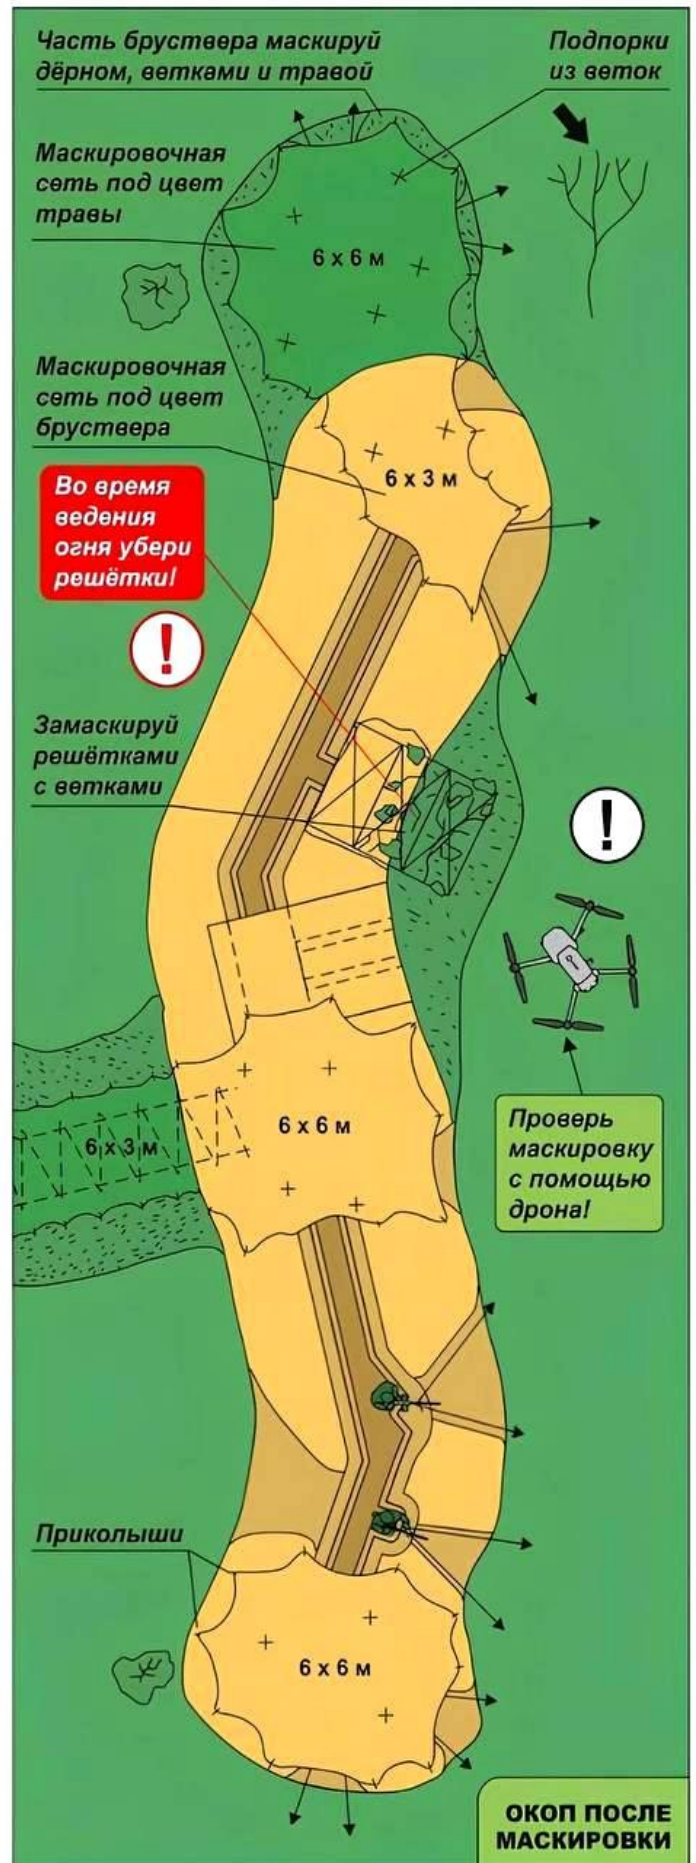 Часть бруствера маскируй
дёрном, ветками и травой
Подпорки
из веток
Маскировочная
сеть под цвет
травы
6 х 6 м
Маскировочная
сеть под цвет
бруствера
6 х 3 м
Во время
ведения
огня убери
решётки!
!
Замаскируй
решётками
с ветками
!
6 х 6 м
6 х 3 м
Проверь
маскировку
с помощью
дрона!
Приколыши
6 х 6 м
ОКОП ПОСЛЕ
МАСКИРОВКИ